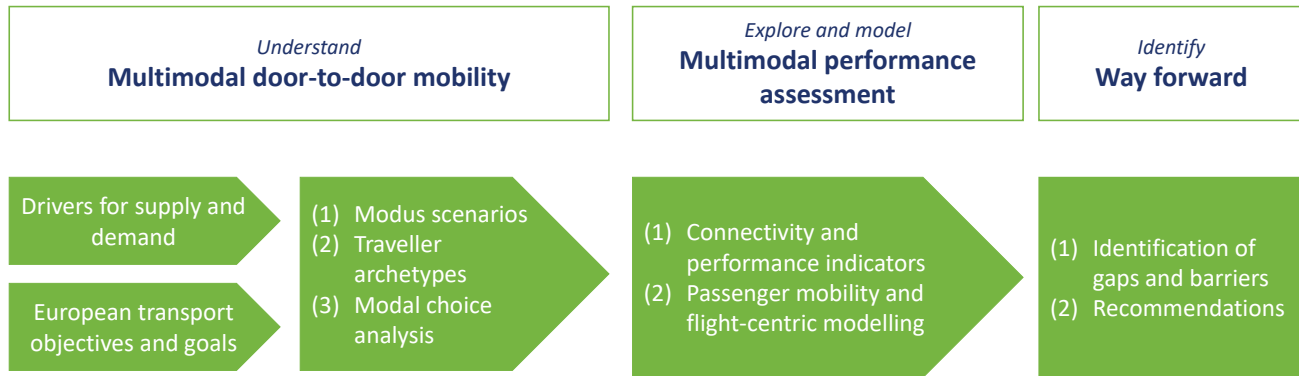 Understand
Multimodal door-to-door mobility
Explore and model
Multimodal performance
assessment
Identify
Way forward
Drivers for supply and
demand
European transport
objectives and goals
(1) Modus scenarios
(2) Traveller
archetypes
(3) Modal choice
analysis
(1) Connectivity and
performance indicators
(2) Passenger mobility and
flight-centric modelling
(1) Identification of
gaps and barriers
(2) Recommendations